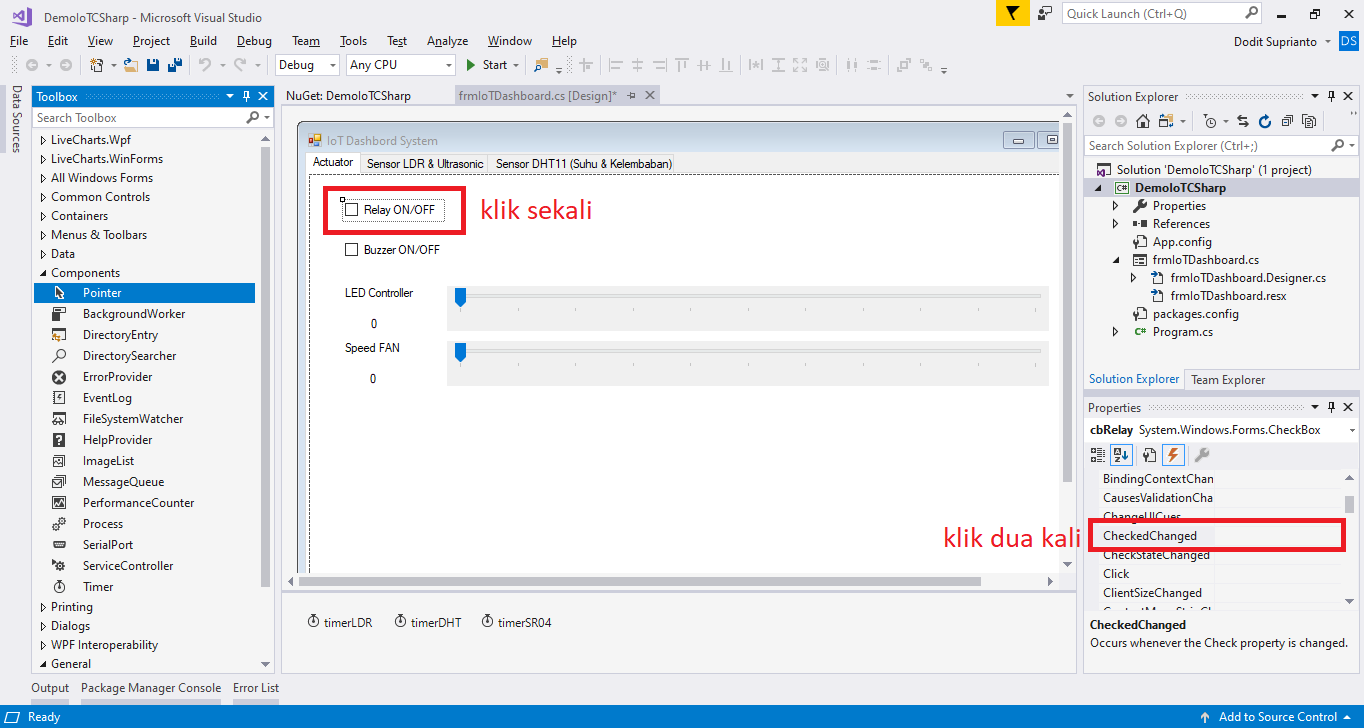 DemoIoTCSharp - Microsoft Visual Studio
Quick Launch (Ctrl+Q)
File Edit View Project Build Debug Team Tools Test Analyze Window Help
Dodit Suprianto DS
Debug Any CPU Start
Data Sources
Toolbox
Search Toolbox
LiveCharts.Wpf
LiveCharts.WinForms
All Windows Forms
Common Controls
Containers
Menus & Toolbars
Data
Components
Pointer
BackgroundWorker
DirectoryEntry
DirectorySearcher
ErrorProvider
EventLog
FileSystemWatcher
HelpProvider
ImageList
MessageQueue
PerformanceCounter
Process
SerialPort
ServiceController
Timer
Printing
Dialogs
WPF Interoperability
General
NuGet: DemoIoTCSharp frmIoTDashboard.cs [Design]*
IoT Dashbord System
Actuator Sensor LDR & Ultrasonic Sensor DHT11 (Suhu & Kelembaban)
Relay ON/OFF klik sekali
Buzzer ON/OFF
LED Controller
0
Speed FAN
0
klik dua kali
timerLDR timerDHT timerSR04
Solution Explorer
Search Solution Explorer (Ctrl+;)
Solution 'DemoIoTCSharp' (1 project)
C# DemoIoTCSharp
Properties
References
App.config
frmIoTDashboard.cs
frmIoTDashboard.Designer.cs
frmIoTDashboard.resx
packages.config
C# Program.cs
Solution Explorer Team Explorer
Properties
cbRelay System.Windows.Forms.CheckBox
BindingContextChan
CausesValidationCha
ChangeUICues
CheckedChanged
CheckStateChanged
Click
ClientSizeChanged
CheckedChanged
Occurs whenever the Check property is changed.
Output Package Manager Console Error List
Ready Add to Source Control